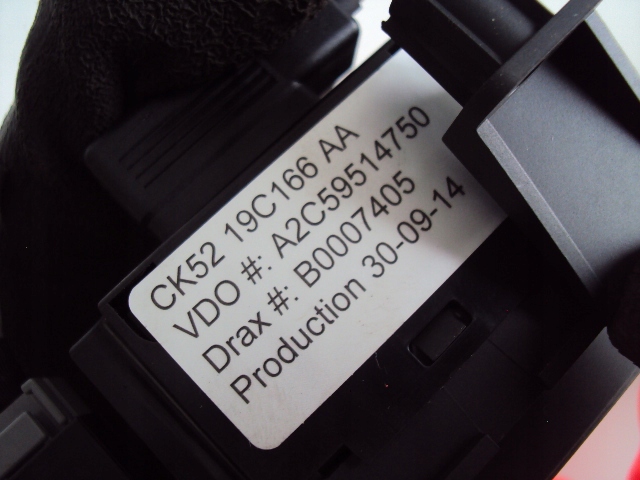 CK52 19C166 AA
VDO #: A2C59514750
Drax #: B0007405
Production 30-09-14